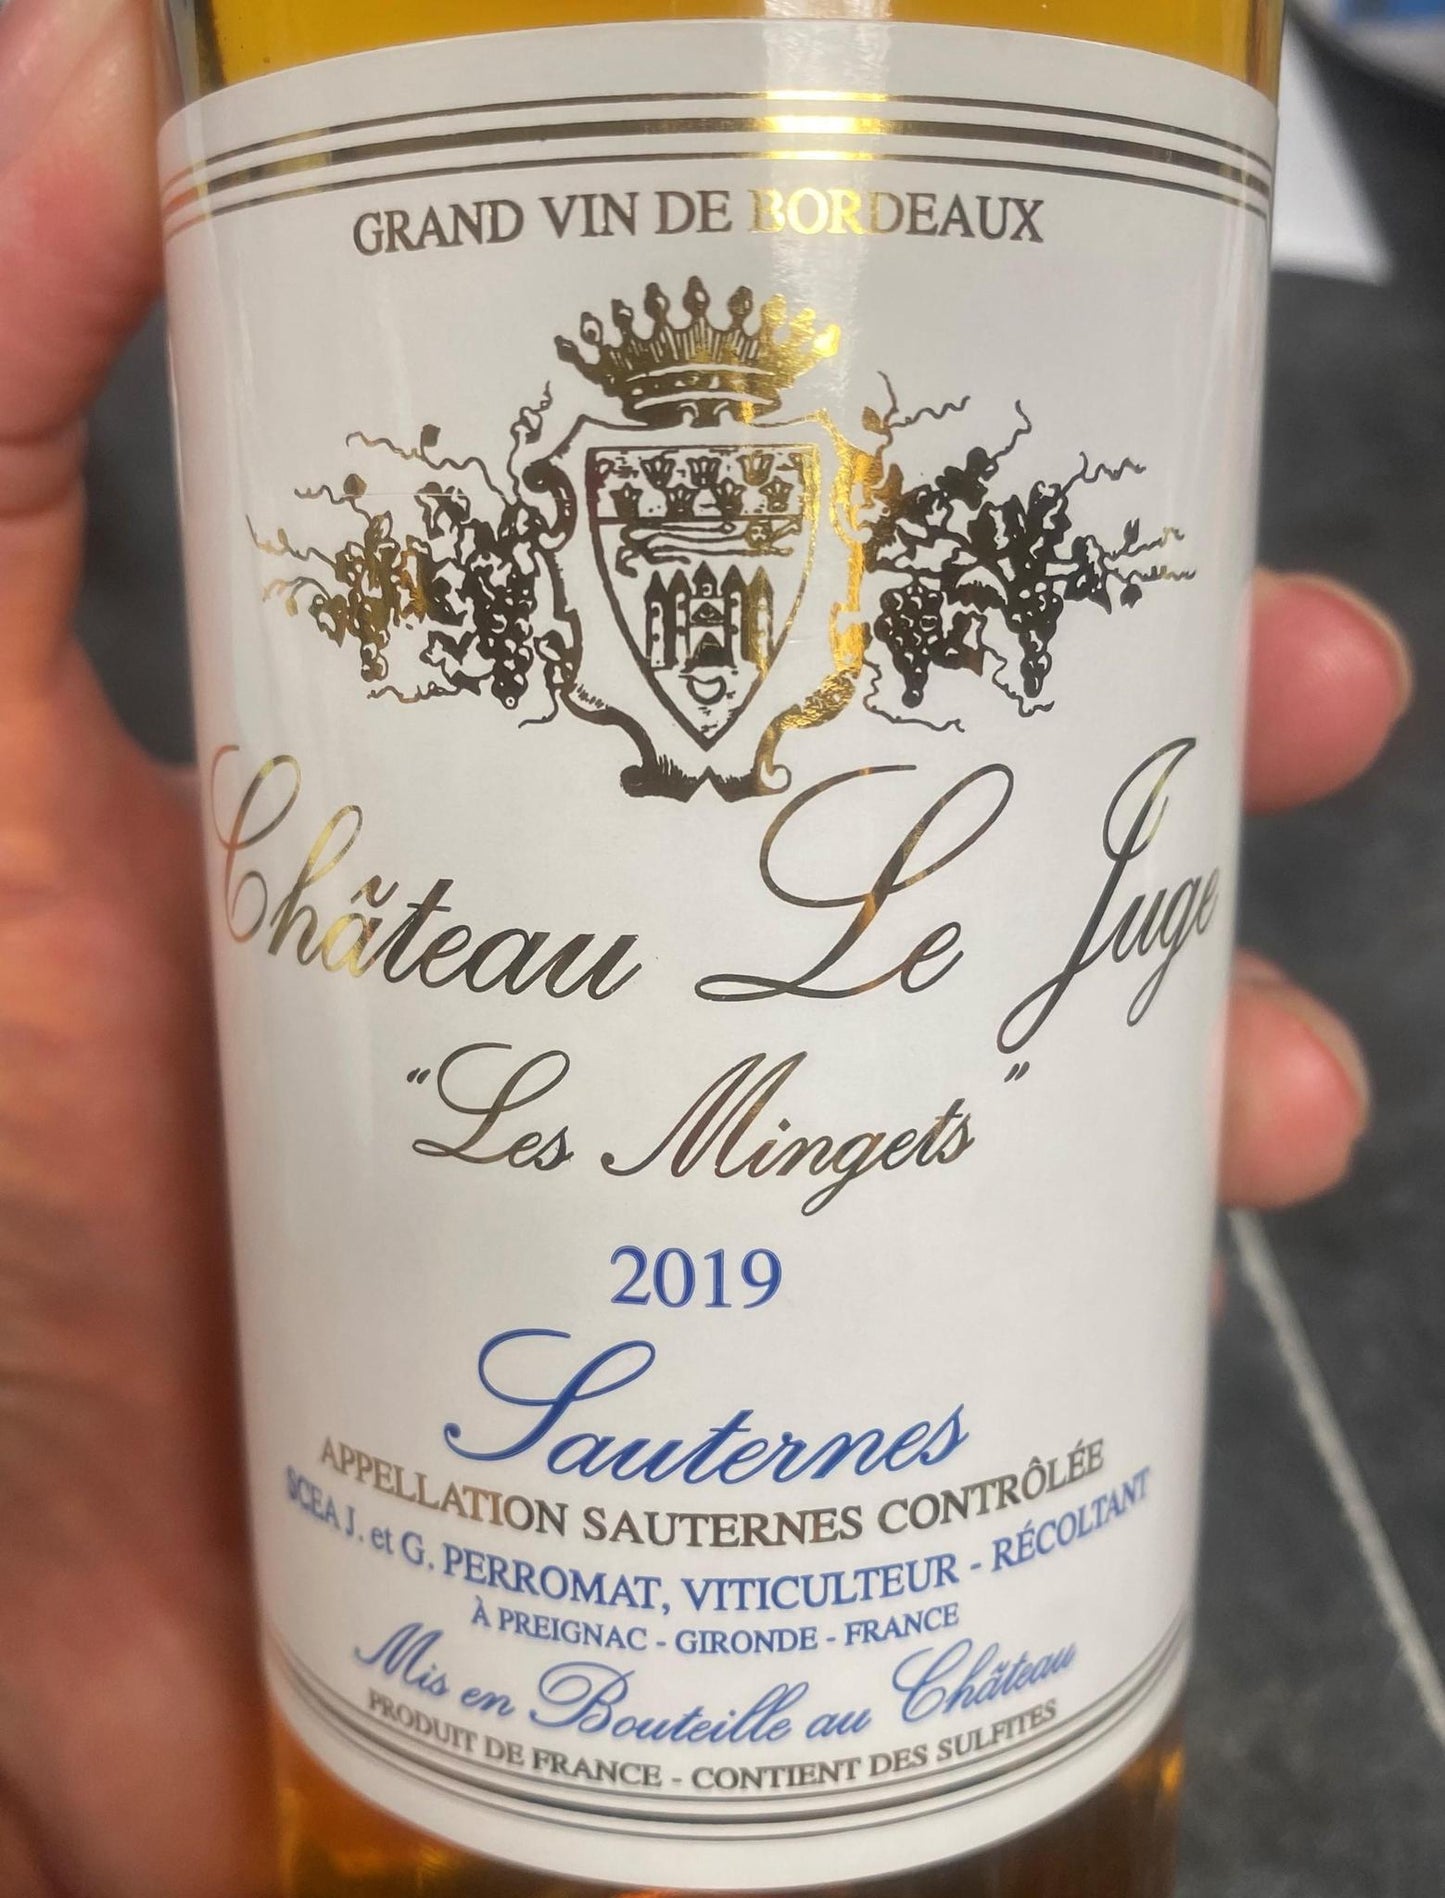 GRAND VIN DE BORDEAUX
Château Le Juge
"Les Mingets"
2019
Sauternes
APPELLATION SAUTERNES CONTRÔLÉE
SCEA J. et G. PERROMAT, VITICULTEUR - RÉCOLTANT
À PREIGNAC - GIRONDE - FRANCE
Mis en Bouteille au Château
PRODUIT DE FRANCE - CONTIENT DES SULFITES